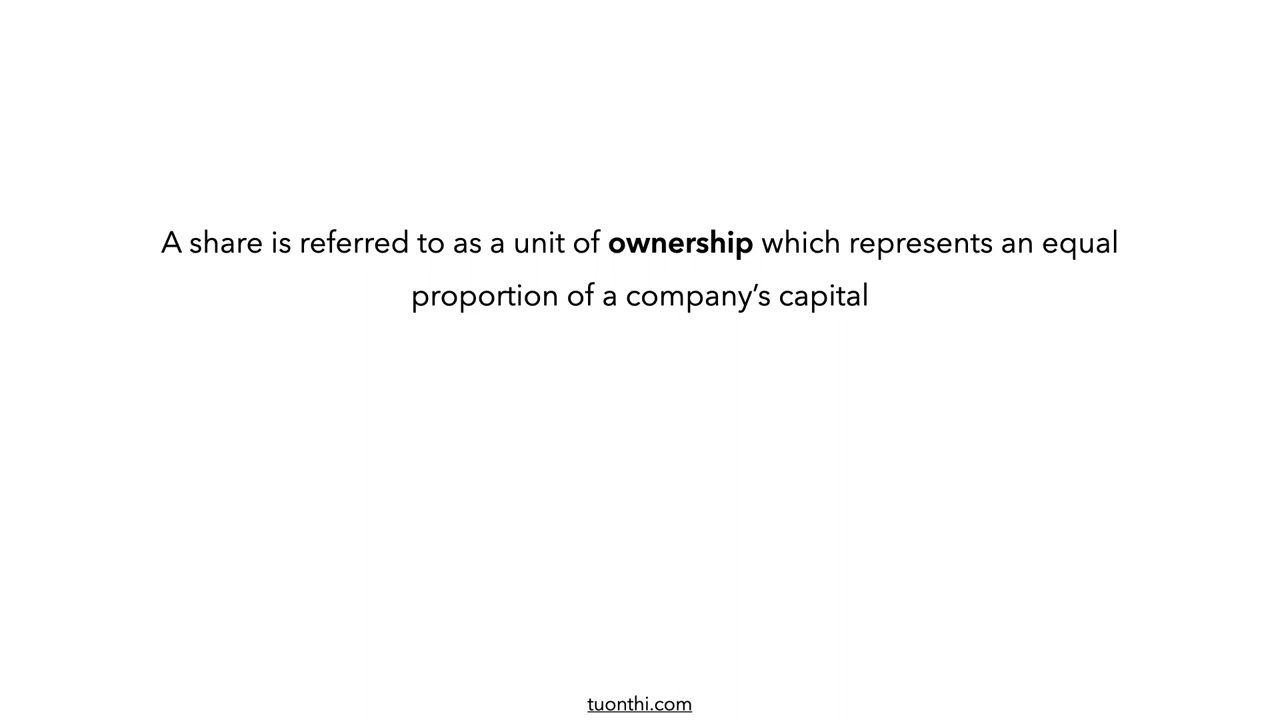 A share is referred to as a unit of ownership which represents an equal
proportion of a company’s capital
tuonthi.com